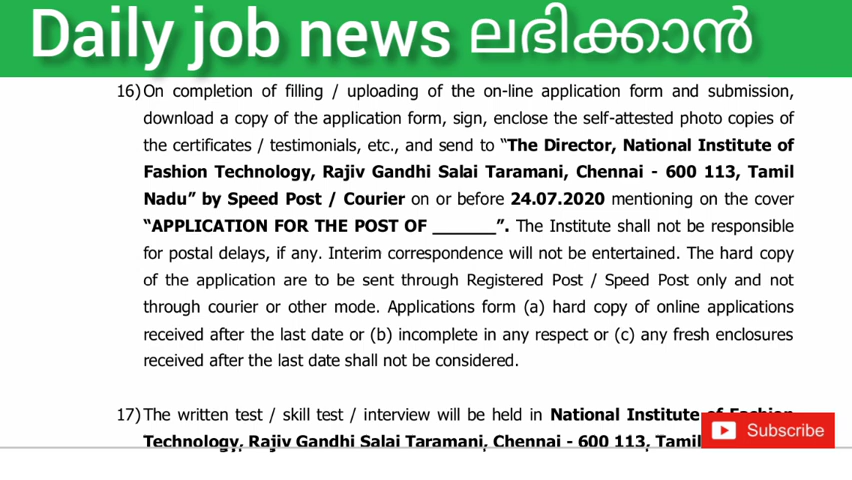 Daily job news ലഭിക്കാൻ
16) On completion of filling / uploading of the on-line application form and submission,
download a copy of the application form, sign, enclose the self-attested photo copies of
the certificates / testimonials, etc., and send to “The Director, National Institute of
Fashion Technology, Rajiv Gandhi Salai Taramani, Chennai - 600 113, Tamil
Nadu” by Speed Post / Courier on or before 24.07.2020 mentioning on the cover
“APPLICATION FOR THE POST OF ______”. The Institute shall not be responsible
for postal delays, if any. Interim correspondence will not be entertained. The hard copy
of the application are to be sent through Registered Post / Speed Post only and not
through courier or other mode. Applications form (a) hard copy of online applications
received after the last date or (b) incomplete in any respect or (c) any fresh enclosures
received after the last date shall not be considered.
17) The written test / skill test / interview will be held in National Institute of Fashion
Technology, Rajiv Gandhi Salai Taramani, Chennai - 600 113, Tamil
Subscribe